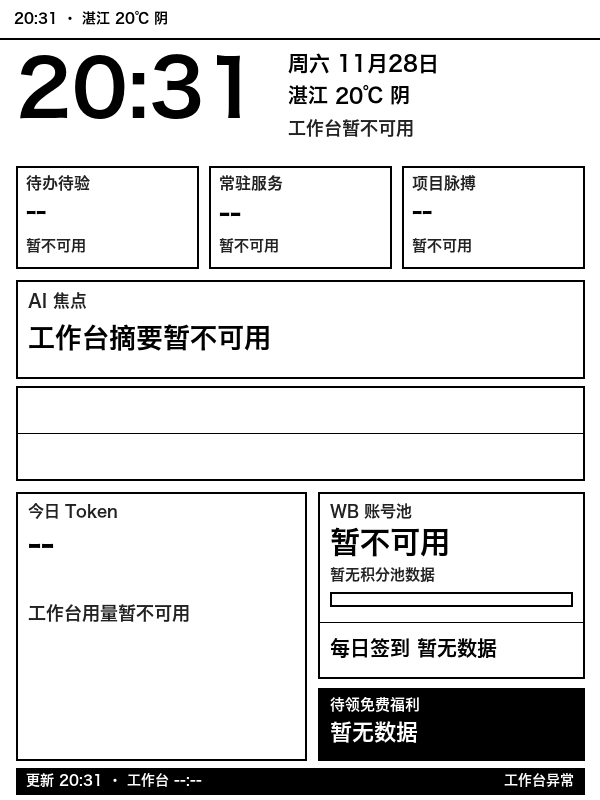 20:31 · 湛江 20℃ 阴
20:31
周六 11月28日
湛江 20℃ 阴
工作台暂不可用
待办待验
--
暂不可用
常驻服务
--
暂不可用
项目脉搏
--
暂不可用
AI 焦点
工作台摘要暂不可用
今日 Token
--
工作台用量暂不可用
WB 账号池
暂不可用
暂无积分池数据
每日签到 暂无数据
待领免费福利
暂无数据
更新 20:31 · 工作台 --:--
工作台异常